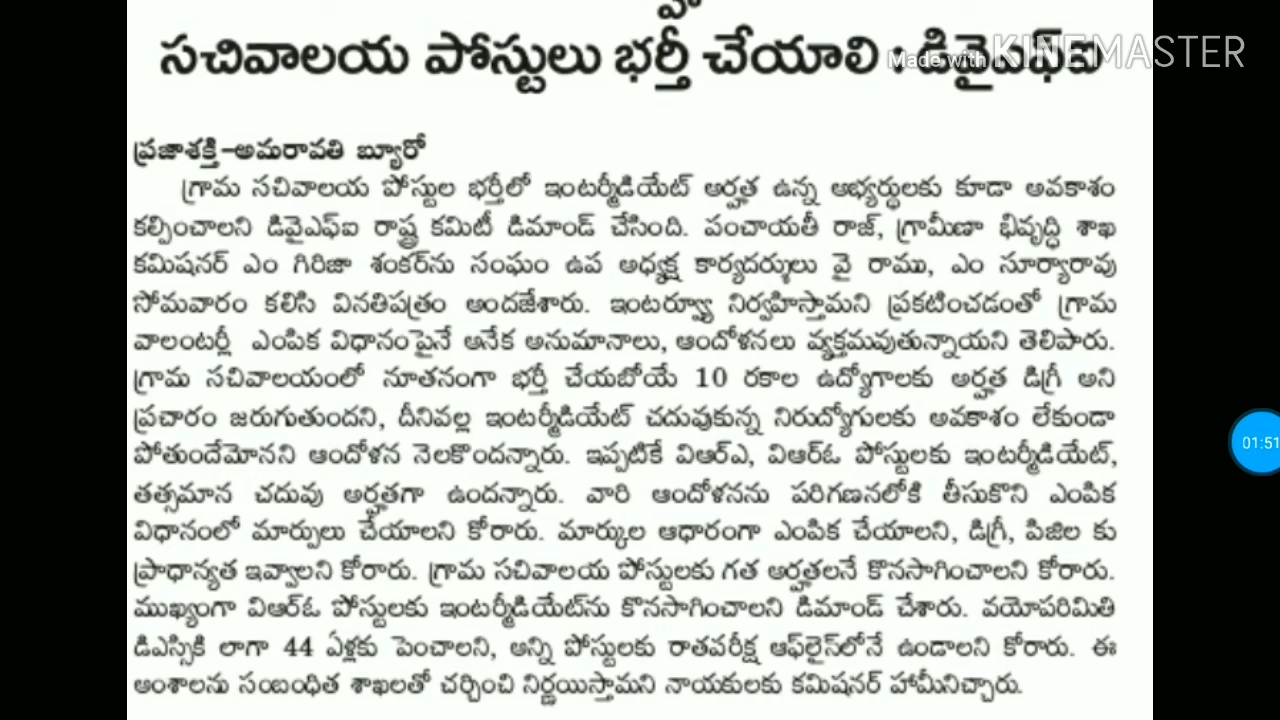 సచివాలయ పోస్టులు భర్తీ చేయాలి : డివైఎఫ్ఐ
Made with KINEMASTER
ప్రజాశక్తి-అమరావతి బ్యూరో
గ్రామ సచివాలయ పోస్టుల భర్తీలో ఇంటర్మీడియేట్ అర్హత ఉన్న అభ్యర్థులకు కూడా అవకాశం
కల్పించాలని డివైఎఫ్ఐ రాష్ట్ర కమిటీ డిమాండ్ చేసింది. పంచాయతీ రాజ్, గ్రామీణా భివృద్ధి శాఖ
కమిషనర్ ఎం గిరిజా శంకర్‌ను సంఘం ఉప అధ్యక్ష కార్యదర్శులు వై రాము, ఎం సూర్యారావు
సోమవారం కలిసి వినతిపత్రం అందజేశారు. ఇంటర్వ్యూ నిర్వహిస్తామని ప్రకటించడంతో గ్రామ
వాలంటర్లీ ఎంపిక విధానంపైనే అనేక అనుమానాలు, ఆందోళనలు వ్యక్తమవుతున్నాయని తెలిపారు.
గ్రామ సచివాలయంలో నూతనంగా భర్తీ చేయబోయే 10 రకాల ఉద్యోగాలకు అర్హత డిగ్రీ అని
ప్రచారం జరుగుతుందని, దీనివల్ల ఇంటర్మీడియేట్ చదువుకున్న నిరుద్యోగులకు అవకాశం లేకుండా
పోతుందేమోనని ఆందోళన నెలకొందన్నారు. ఇప్పటికే విఆర్ఎ, విఆర్ఓ పోస్టులకు ఇంటర్మీడియేట్,
తత్సమాన చదువు అర్హతగా ఉందన్నారు. వారి ఆందోళనను పరిగణనలోకి తీసుకొని ఎంపిక
విధానంలో మార్పులు చేయాలని కోరారు. మార్కుల ఆధారంగా ఎంపిక చేయాలని, డిగ్రీ, పిజిల కు
ప్రాధాన్యత ఇవ్వాలని కోరారు. గ్రామ సచివాలయ పోస్టులకు గత అర్హతలనే కొనసాగించాలని కోరారు.
ముఖ్యంగా విఆర్ఓ పోస్టులకు ఇంటర్మీడియేట్‌ను కొనసాగించాలని డిమాండ్ చేశారు. వయోపరిమితి
డిఎస్సికి లాగా 44 ఏళ్లకు పెంచాలని, అన్ని పోస్టులకు రాతపరీక్ష ఆఫ్‌లైన్‌లోనే ఉండాలని కోరారు. ఈ
అంశాలను సంబంధిత శాఖలతో చర్చించి నిర్ణయిస్తామని నాయకులకు కమిషనర్ హామీనిచ్చారు.
01:51